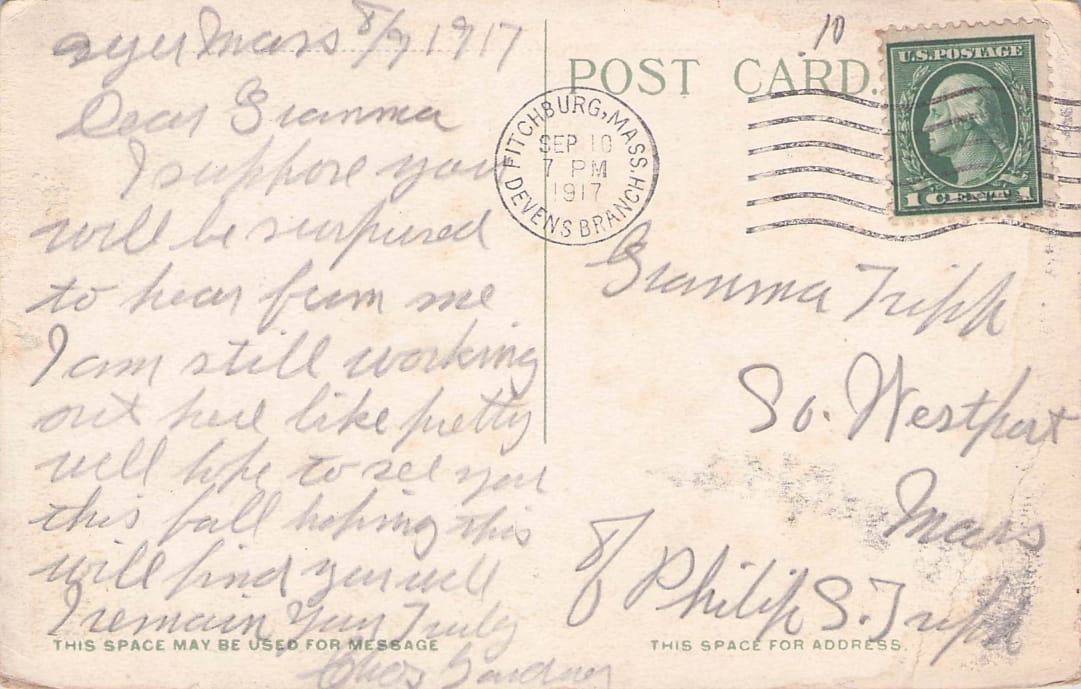 ayer Mass 8/9 1917
Dear Granma
I suppose you
will be surprised
to hear from me
I am still working
out here like pretty
well hope to see you
this fall hoping this
will find you well
I remain Your Truly
Chas
THIS SPACE MAY BE USED FOR MESSAGE
10
POST CARD.
U.S. POSTAGE
1 CENT 1
FITCHBURG, MASS.
SEP 10
7 PM
1917
DEVENS BRANCH
Granma Tripp
So. Westport
Mass
Philip S. Tripp
THIS SPACE FOR ADDRESS.